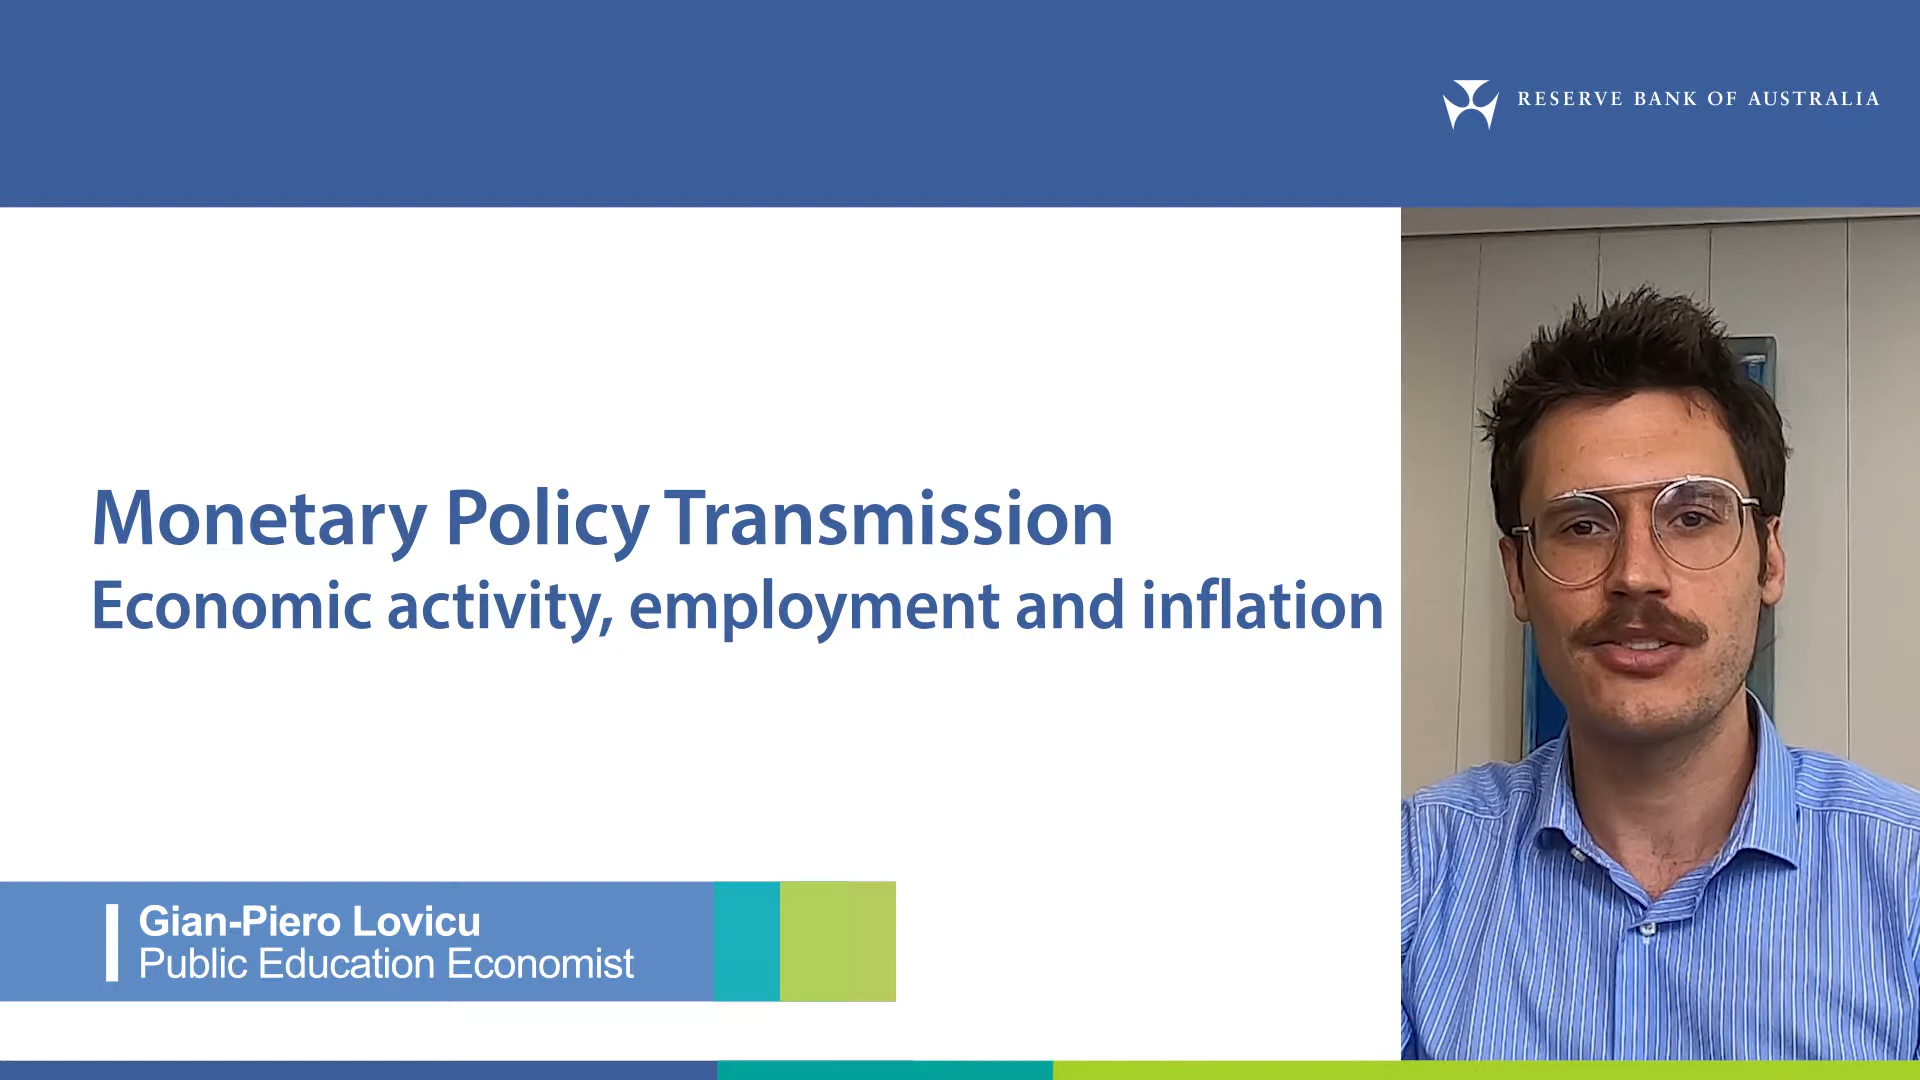 RESERVE BANK OF AUSTRALIA
Monetary Policy Transmission
Economic activity, employment and inflation
Gian-Piero Lovicu
Public Education Economist